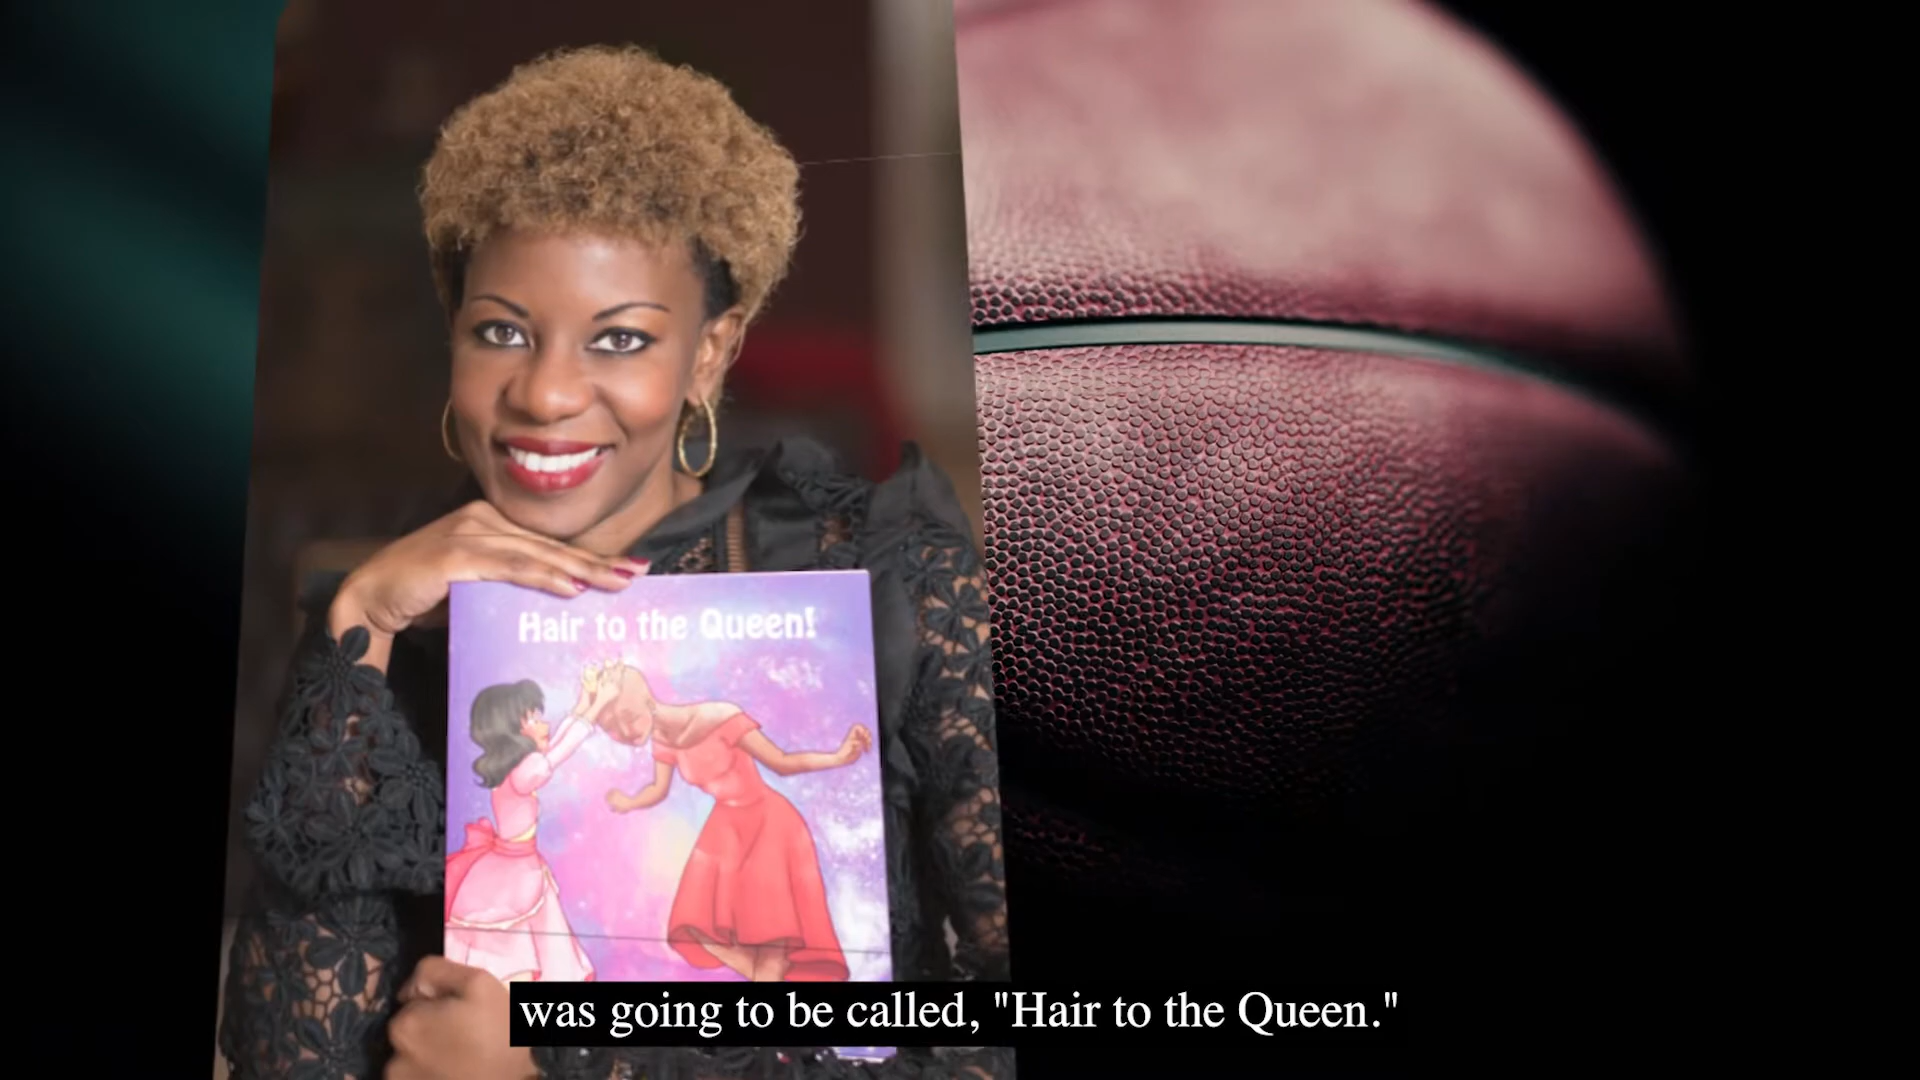 Hair to the Queen!
was going to be called, "Hair to the Queen."